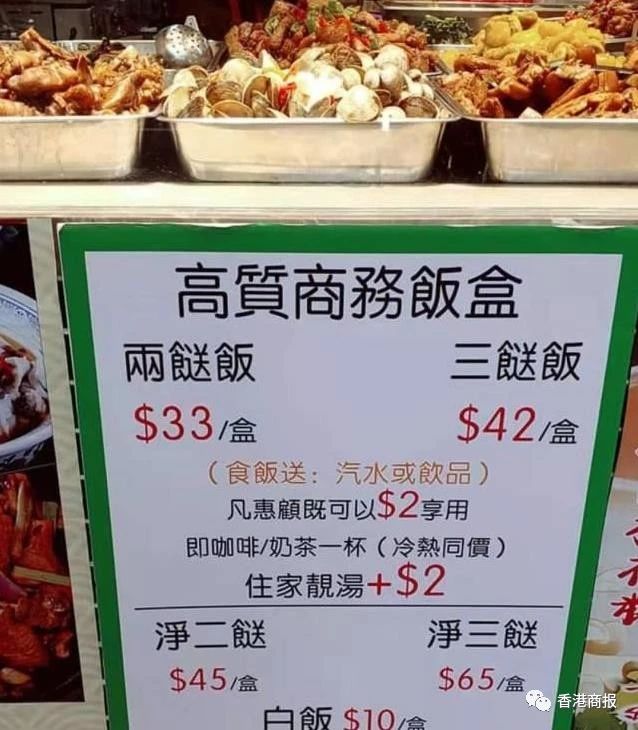 高質商務飯盒
兩餸飯 三餸飯
$33/盒 $42/盒
（食飯送：汽水或飲品）
凡惠顧既可以$2享用
即咖啡/奶茶一杯（冷熱同價）
住家靚湯+$2
淨二餸 淨三餸
$45/盒 $65/盒
白飯 $10/盒
香港商报